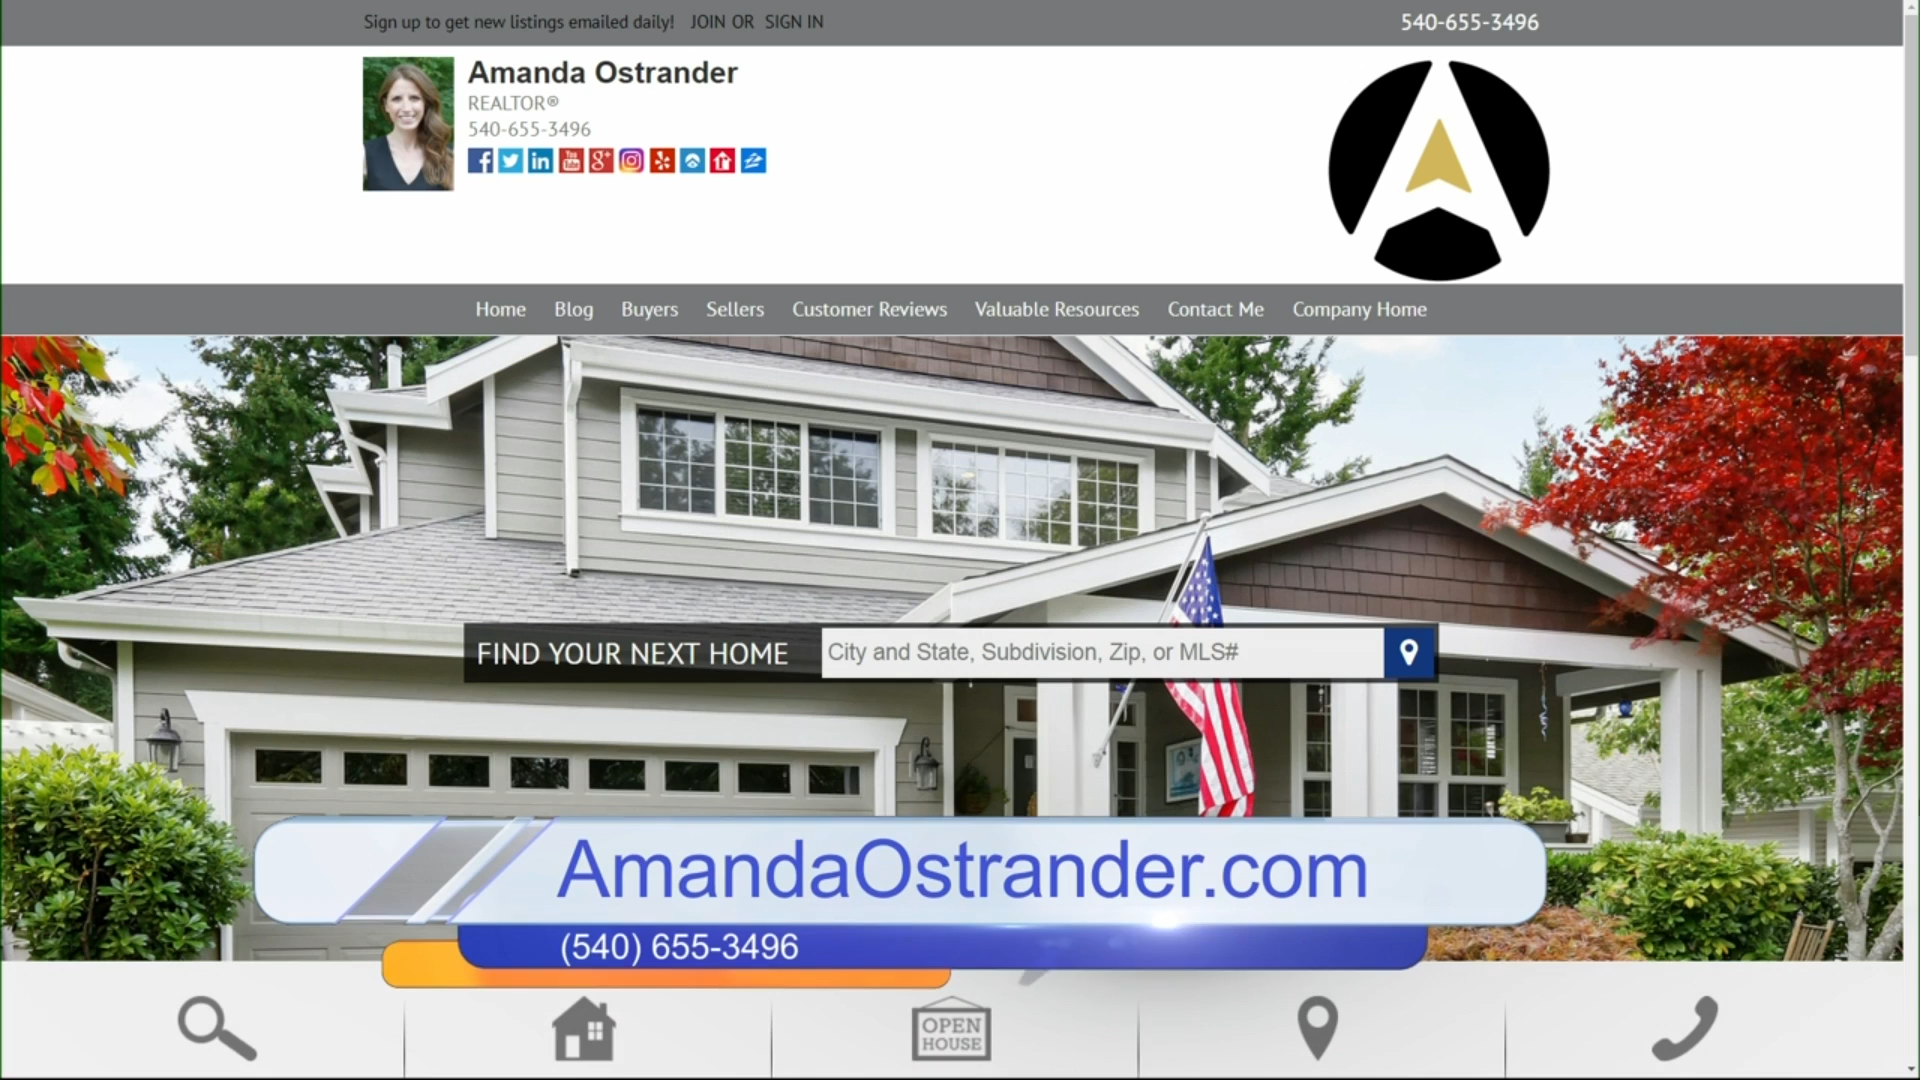 Sign up to get new listings emailed daily! JOIN OR SIGN IN
540-655-3496
Amanda Ostrander
REALTOR®
540-655-3496
Home Blog Buyers Sellers Customer Reviews Valuable Resources Contact Me Company Home
FIND YOUR NEXT HOME City and State, Subdivision, Zip, or MLS#
AmandaOstrander.com
(540) 655-3496
OPEN
HOUSE